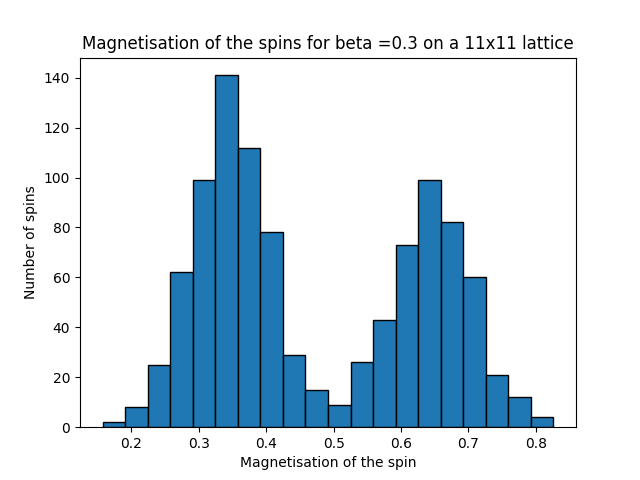 Magnetisation of the spins for beta =0.3 on a 11x11 lattice
140
120
100
80
60
40
20
0
Number of spins
0.2 0.3 0.4 0.5 0.6 0.7 0.8
Magnetisation of the spin